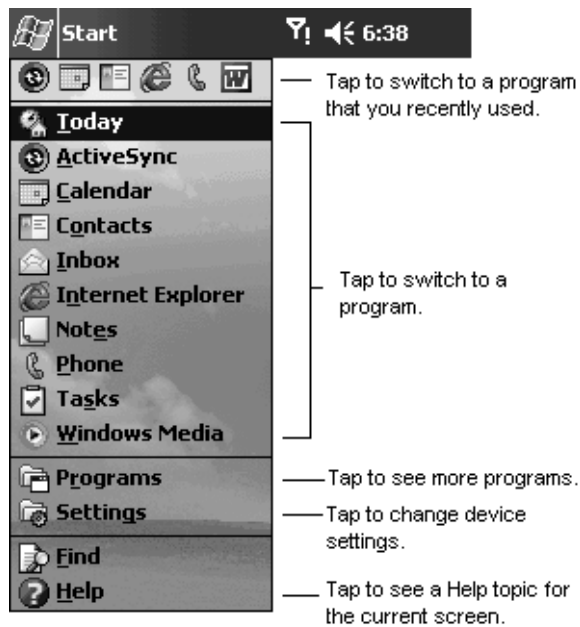 Start 6:38
Tap to switch to a program
that you recently used.
Today
ActiveSync
Calendar
Contacts
Inbox
Internet Explorer
Notes
Phone
Tasks
Windows Media
Tap to switch to a
program.
Programs
Tap to see more programs.
Settings
Tap to change device
settings.
Find
Help
Tap to see a Help topic for
the current screen.